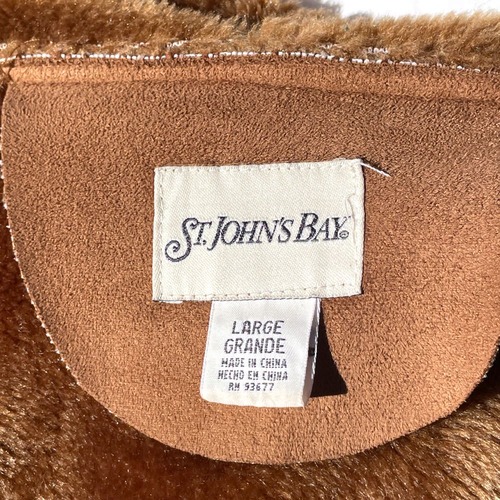 ST. JOHN'S BAY®
LARGE
GRANDE
MADE IN CHINA
HECHO EN CHINA
RN 93677